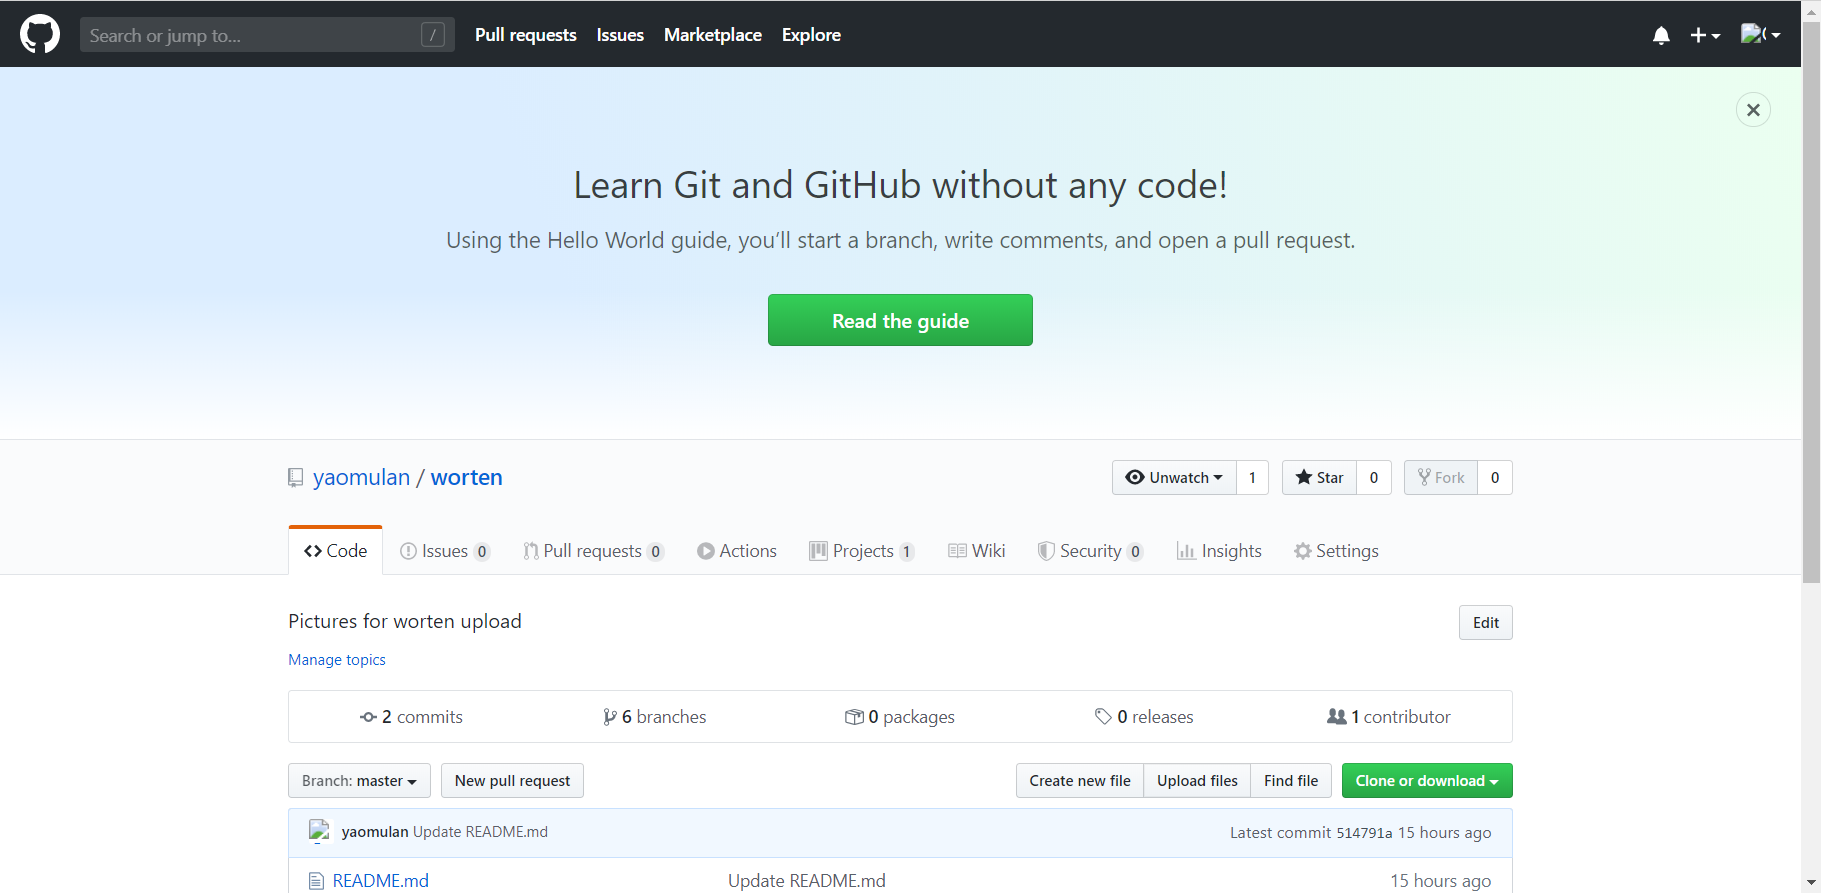 Search or jump to... / Pull requests Issues Marketplace Explore
Learn Git and GitHub without any code!
Using the Hello World guide, you’ll start a branch, write comments, and open a pull request.
Read the guide
yaomulan / worten Unwatch 1 Star 0 Fork 0
Code Issues 0 Pull requests 0 Actions Projects 1 Wiki Security 0 Insights Settings
Pictures for worten upload Edit
Manage topics
2 commits 6 branches 0 packages 0 releases 1 contributor
Branch: master New pull request Create new file Upload files Find file Clone or download
yaomulan Update README.md Latest commit 514791a 15 hours ago
README.md Update README.md 15 hours ago